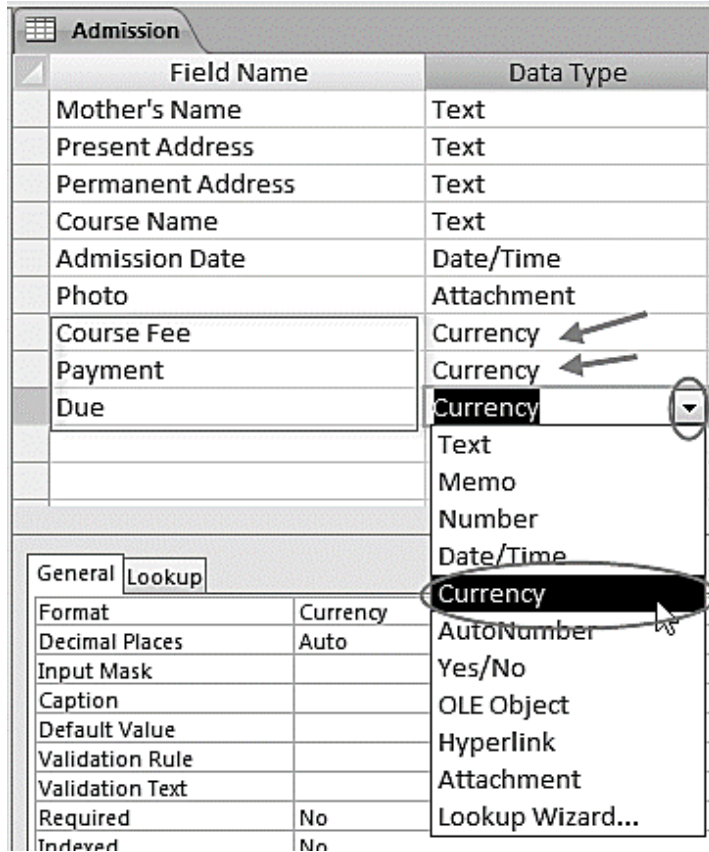 Admission
Field Name Data Type
Mother's Name Text
Present Address Text
Permanent Address Text
Course Name Text
Admission Date Date/Time
Photo Attachment
Course Fee Currency
Payment Currency
Due Currency
Text
Memo
Number
Date/Time
Currency
AutoNumber
Yes/No
OLE Object
Hyperlink
Attachment
Lookup Wizard...
General Lookup
Format Currency
Decimal Places Auto
Input Mask
Caption
Default Value
Validation Rule
Validation Text
Required No
Indexed No